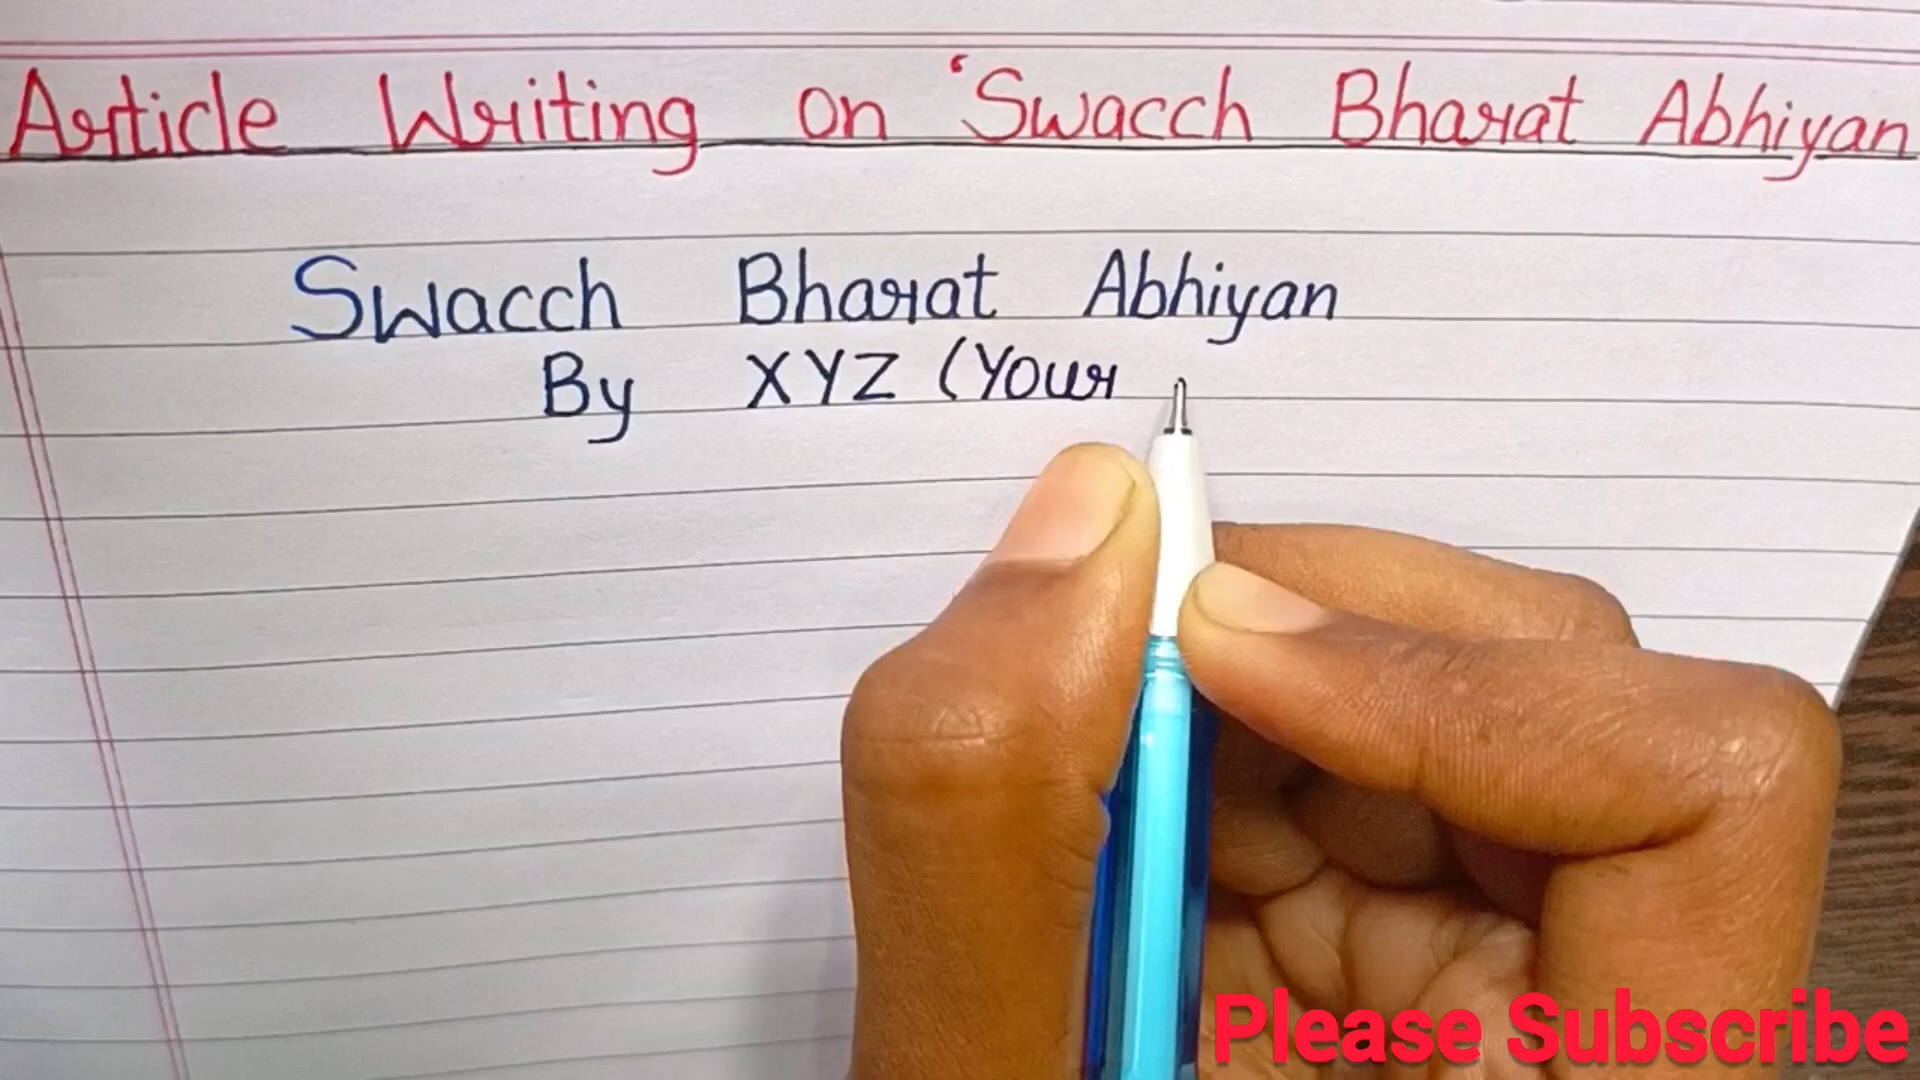 Article Writing on 'Swacch Bharat Abhiyan
Swacch Bharat Abhiyan
By XYZ (Your
Please Subscribe